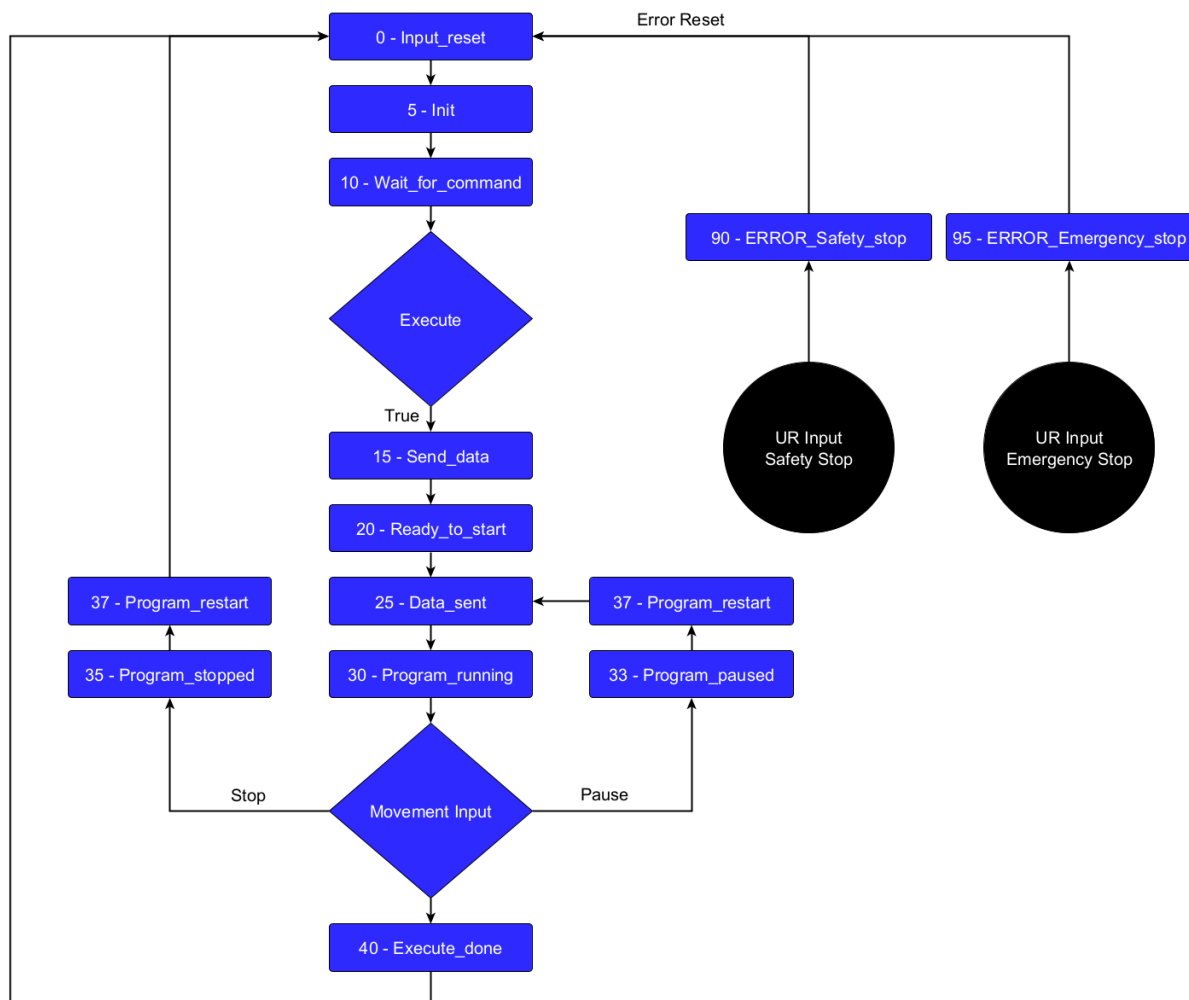 Error Reset
0 - Input_reset
5 - Init
10 - Wait_for_command
90 - ERROR_Safety_stop
95 - ERROR_Emergency_stop
Execute
True
UR Input
Safety Stop
UR Input
Emergency Stop
15 - Send_data
20 - Ready_to_start
37 - Program_restart
25 - Data_sent
37 - Program_restart
35 - Program_stopped
30 - Program_running
33 - Program_paused
Stop
Movement Input
Pause
40 - Execute_done